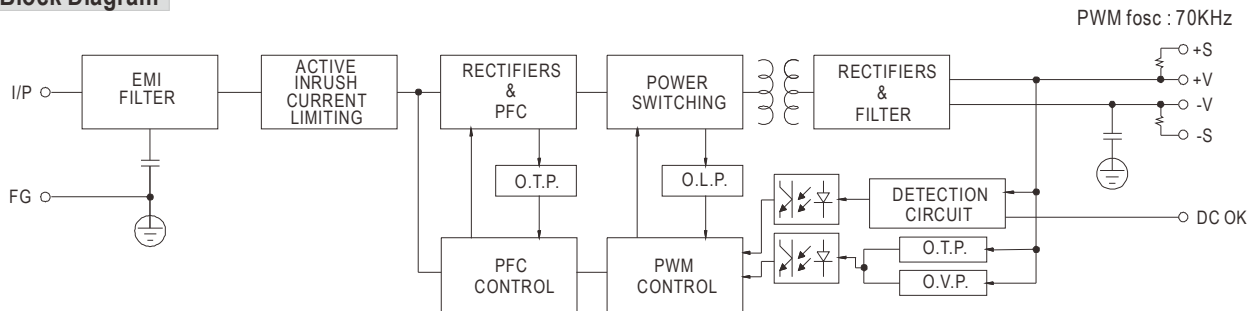 Block Diagram
PWM fosc : 70KHz
I/P
EMI
FILTER
ACTIVE
INRUSH
CURRENT
LIMITING
RECTIFIERS
&
PFC
POWER
SWITCHING
RECTIFIERS
&
FILTER
+S
+V
-V
-S
FG
O.T.P.
O.L.P.
DETECTION
CIRCUIT
DC OK
PFC
CONTROL
PWM
CONTROL
O.T.P.
O.V.P.